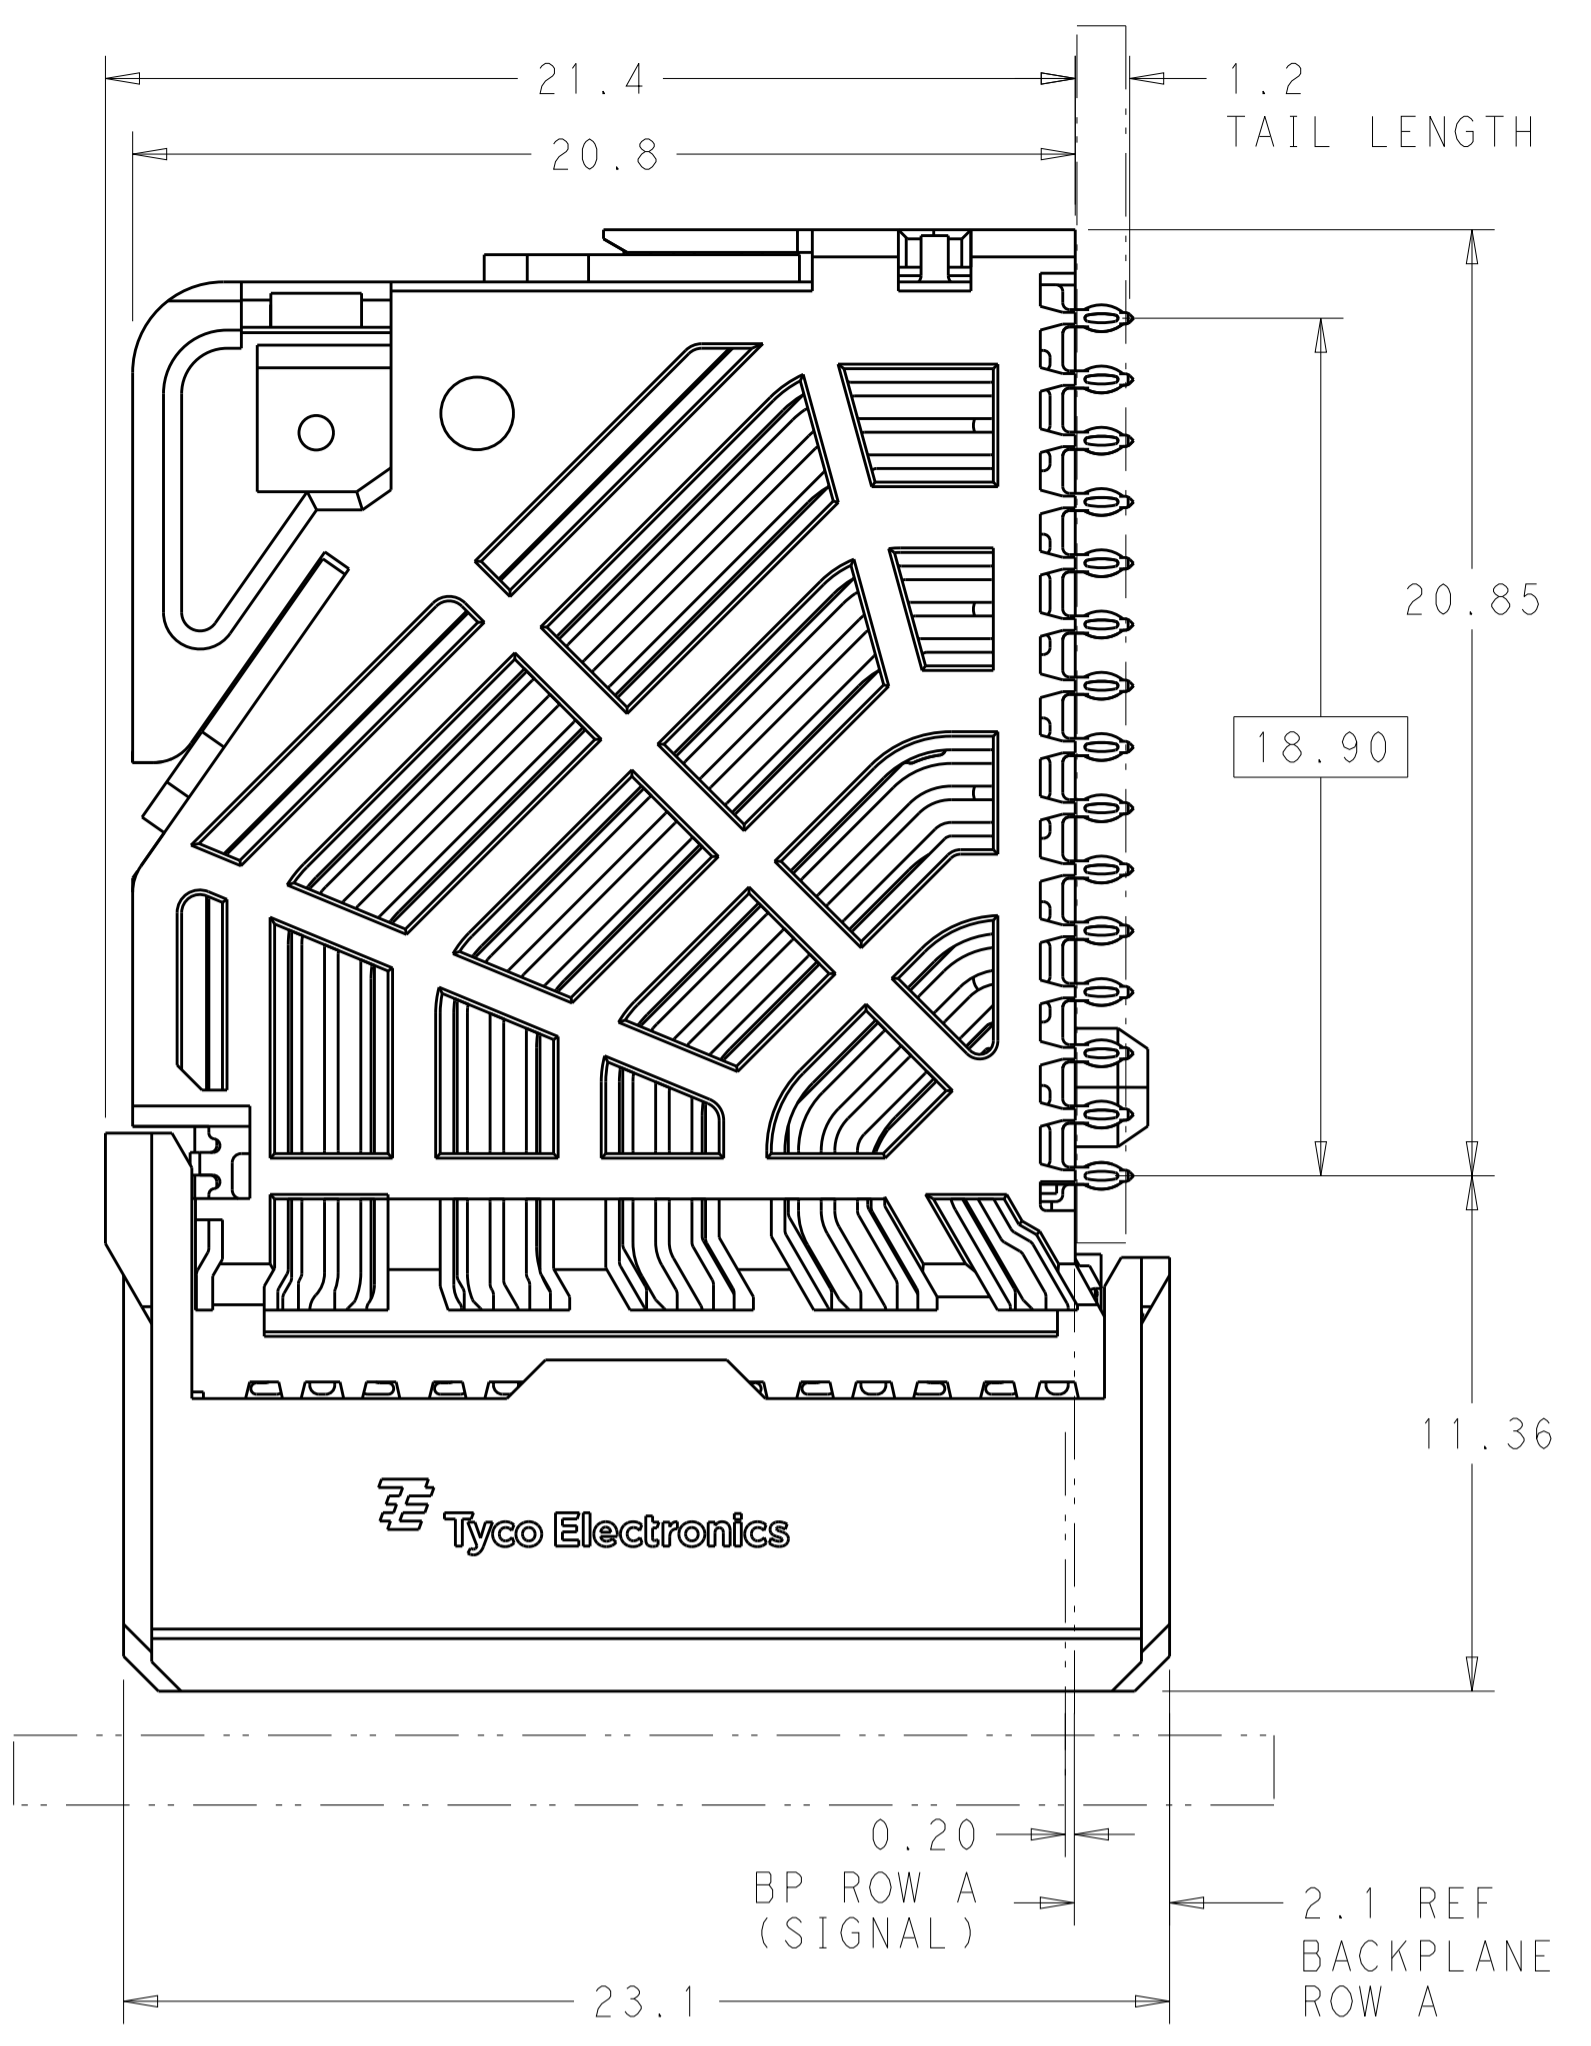 21.4
1.2
TAIL LENGTH
20.8
20.85
18.90
11.36
Tyco Electronics
0.20
BP ROW A
(SIGNAL)
2.1 REF
BACKPLANE
ROW A
23.1